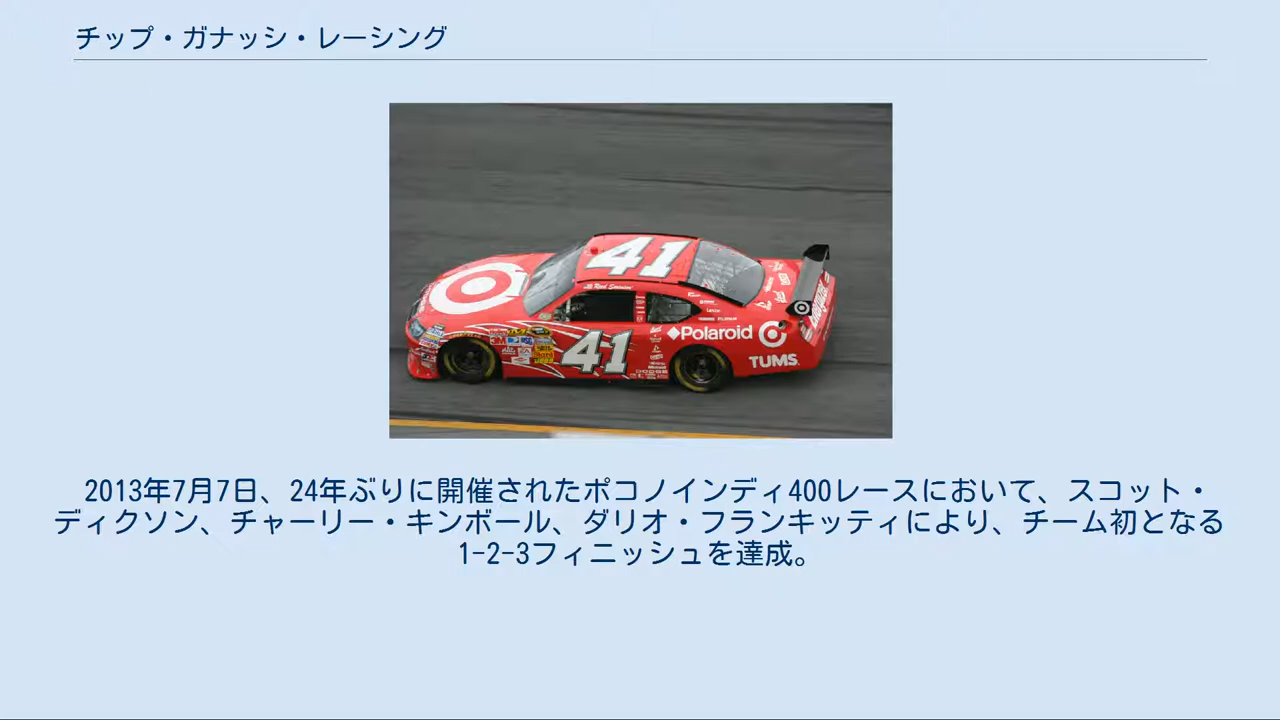 チップ・ガナッシ・レーシング
41
41
Polaroid
TUMS
2013年7月7日、24年ぶりに開催されたポコノインディ400レースにおいて、スコット・
ディクソン、チャーリー・キンボール、ダリオ・フランキッティにより、チーム初となる
1-2-3フィニッシュを達成。